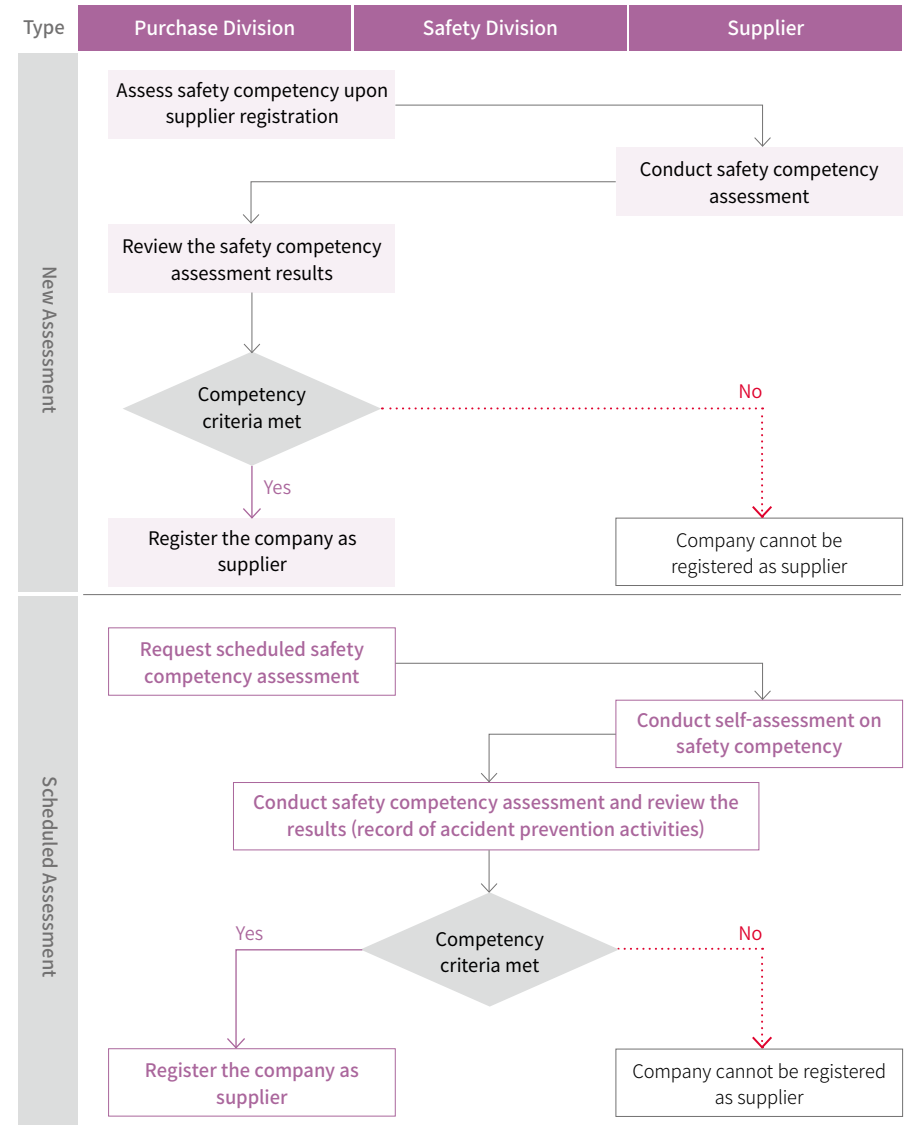 Type
Purchase Division
Safety Division
Supplier
New Assessment
Assess safety competency upon
supplier registration
Conduct safety competency
assessment
Review the safety competency
assessment results
Competency
criteria met
No
Yes
Register the company as
supplier
Company cannot be
registered as supplier
Scheduled Assessment
Request scheduled safety
competency assessment
Conduct self-assessment on
safety competency
Conduct safety competency assessment and review the
results (record of accident prevention activities)
Yes
Competency
criteria met
No
Register the company as
supplier
Company cannot be registered
as supplier